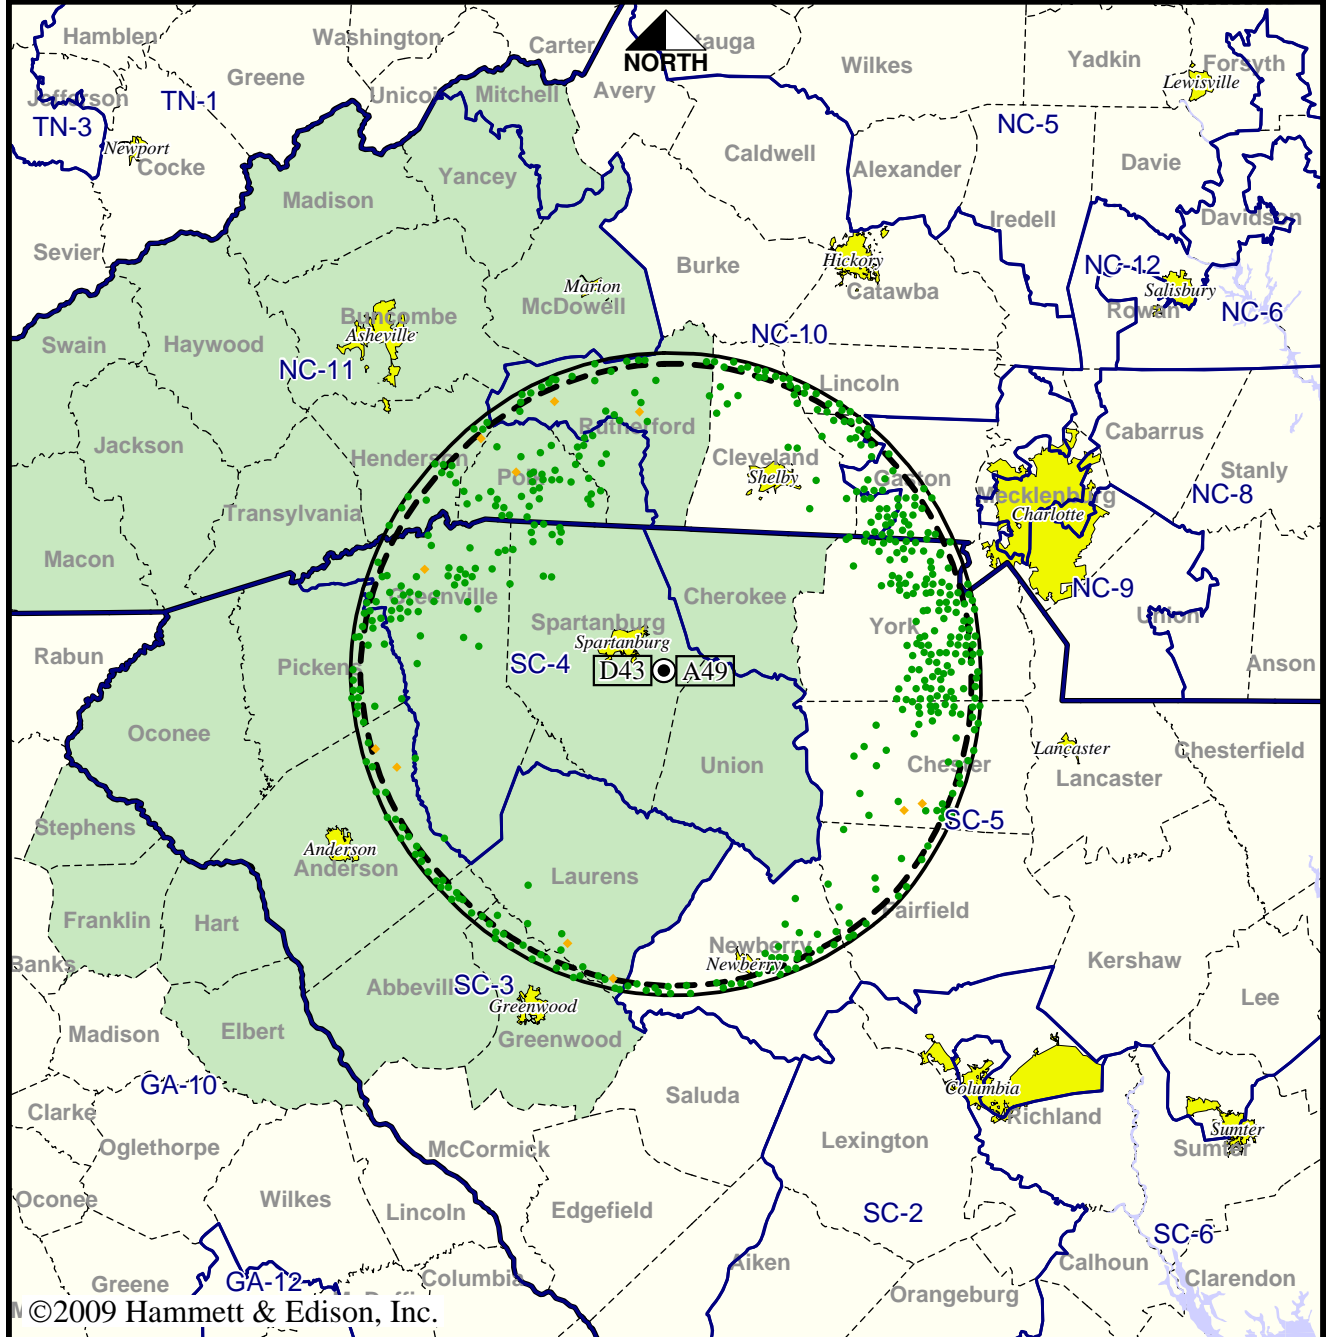 Hamblen
Washington
Carter
NORTH
Wilkes
Yadkin
Forsyth
Lewisville
Greene
Jefferson
TN-1
Unicoi
Mitchell
Avery
TN-3
Newport
Cocke
NC-5
Caldwell
Alexander
Davie
Yancey
Madison
Iredell
Davidson
Sevier
Burke
Hickory
Catawba
NC-12
Salisbury
Rowan
NC-6
Marion
McDowell
Buncombe
Asheville
Swain
Haywood
NC-11
NC-10
Lincoln
Jackson
Rutherford
Cabarrus
Henderson
Polk
Cleveland
Shelby
Gaston
Mecklenburg
Charlotte
Stanly
NC-8
Transylvania
Macon
Greenville
Cherokee
NC-9
Union
York
Spartanburg
Spartanburg
Rabun
Pickens
SC-4
D43
A49
Anson
Oconee
Union
Chester
Lancaster
Lancaster
Chesterfield
Stephens
SC-5
Anderson
Anderson
Laurens
Franklin
Hart
Fairfield
Newberry
Newberry
Banks
Abbeville
SC-3
Greenwood
Greenwood
Kershaw
Lee
Madison
Elbert
GA-10
Columbia
Richland
Saluda
Clarke
Oglethorpe
McCormick
Lexington
Sumter
Sumter
Oconee
Wilkes
Lincoln
Edgefield
SC-2
SC-6
Aiken
Calhoun
Greene
GA-12
Columbia
Orangeburg
Clarendon
©2009 Hammett & Edison, Inc.